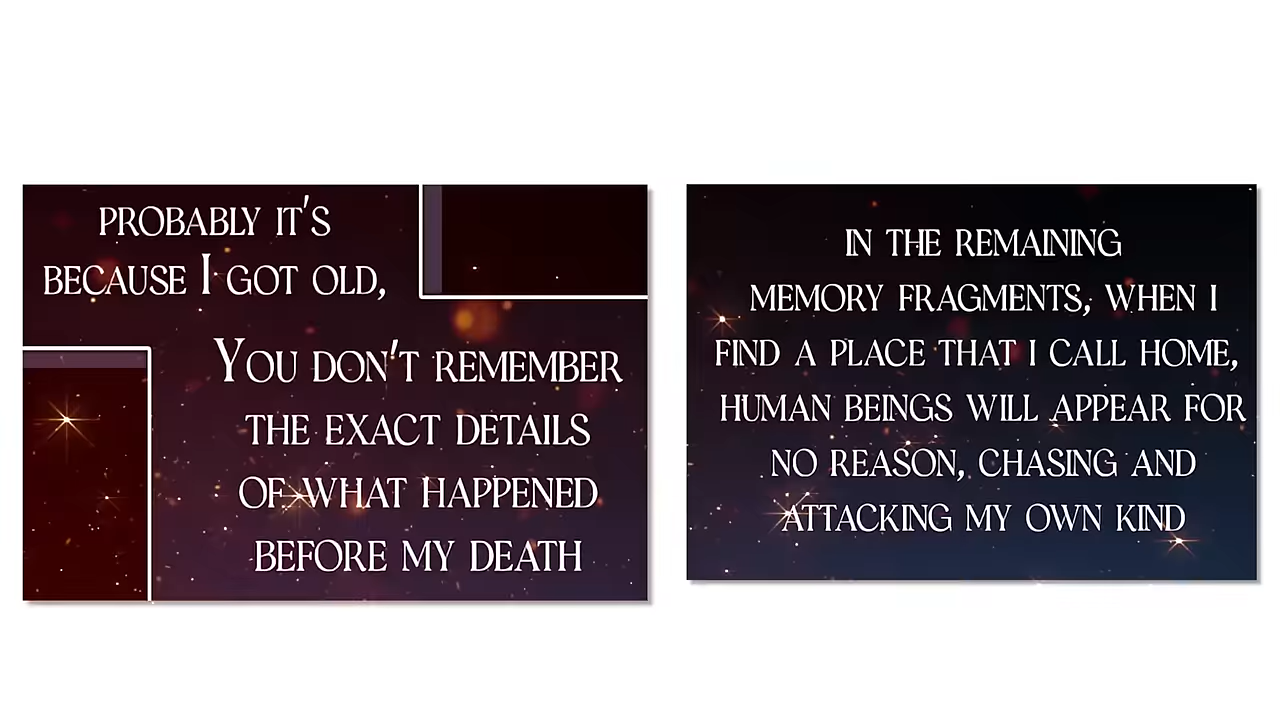 PROBABLY IT'S
BECAUSE I GOT OLD,
YOU DON'T REMEMBER
THE EXACT DETAILS
OF WHAT HAPPENED
BEFORE MY DEATH
IN THE REMAINING
MEMORY FRAGMENTS, WHEN I
FIND A PLACE THAT I CALL HOME,
HUMAN BEINGS WILL APPEAR FOR
NO REASON, CHASING AND
ATTACKING MY OWN KIND